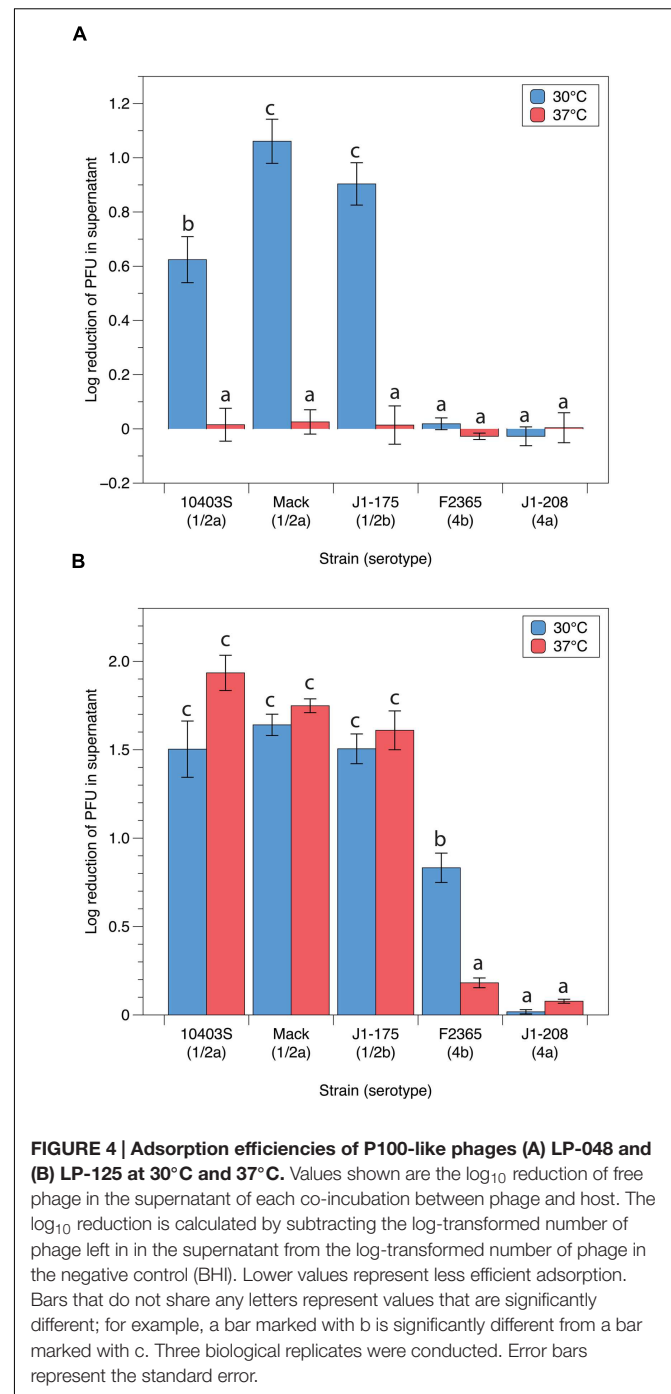 A
30°C
37°C
Log reduction of PFU in supernatant
1.2
1.0
0.8
0.6
0.4
0.2
0
−0.2
b
a
c
a
c
a
a
a
a
a
10403S
(1/2a)
Mack
(1/2a)
J1-175
(1/2b)
F2365
(4b)
J1-208
(4a)
Strain (serotype)
B
30°C
37°C
Log reduction of PFU in supernatant
2.0
1.5
1.0
0.5
0
c
c
c
c
c
c
b
a
a
a
10403S
(1/2a)
Mack
(1/2a)
J1-175
(1/2b)
F2365
(4b)
J1-208
(4a)
Strain (serotype)
FIGURE 4 | Adsorption efficiencies of P100-like phages (A) LP-048 and
(B) LP-125 at 30°C and 37°C. Values shown are the log10 reduction of free
phage in the supernatant of each co-incubation between phage and host. The
log10 reduction is calculated by subtracting the log-transformed number of
phage left in in the supernatant from the log-transformed number of phage in
the negative control (BHI). Lower values represent less efficient adsorption.
Bars that do not share any letters represent values that are significantly
different; for example, a bar marked with b is significantly different from a bar
marked with c. Three biological replicates were conducted. Error bars
represent the standard error.